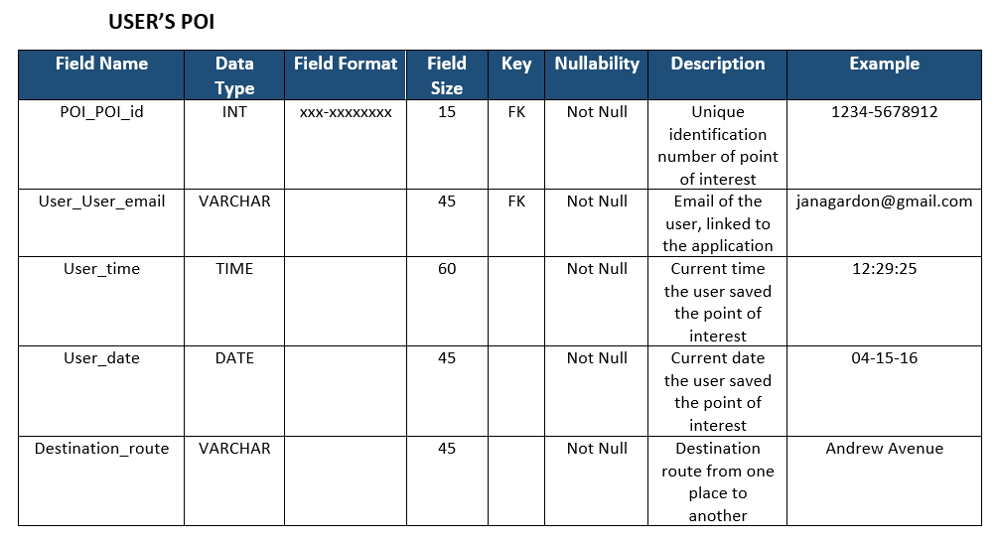 USER’S POI
Field Name Data Type Field Format Field Size Key Nullability Description Example
POI_POI_id INT xxx-xxxxxxxx 15 FK Not Null Unique identification number of point of interest 1234-5678912
User_User_email VARCHAR 45 FK Not Null Email of the user, linked to the application janagardon@gmail.com
User_time TIME 60 Not Null Current time the user saved the point of interest 12:29:25
User_date DATE 45 Not Null Current date the user saved the point of interest 04-15-16
Destination_route VARCHAR 45 Not Null Destination route from one place to another Andrew Avenue